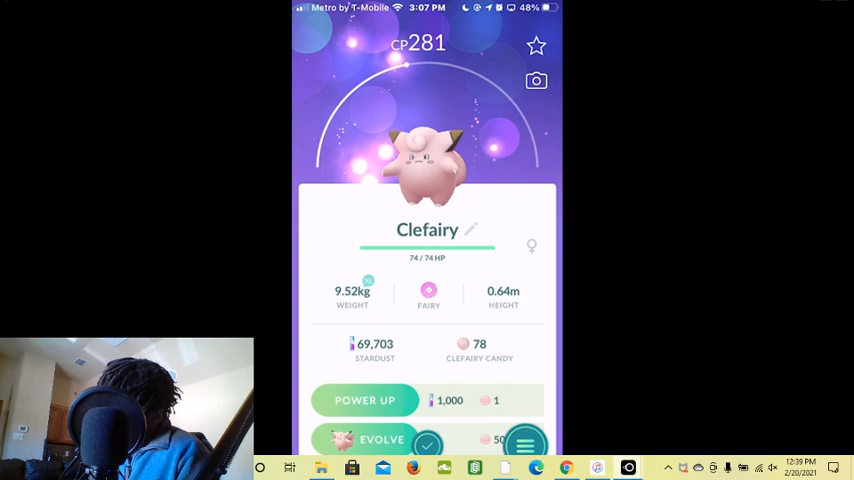 Metro by T-Mobile 3:07 PM 48%
CP281
Clefairy
74 / 74 HP
XL
9.52kg 0.64m
WEIGHT FAIRY HEIGHT
69,703 78
STARDUST CLEFAIRY CANDY
POWER UP 1,000 1
EVOLVE 50
12:39 PM
2/20/2021